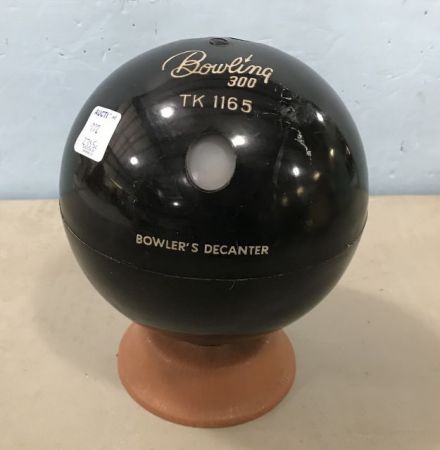 Bowling
300
TK 1165
BOWLER'S DECANTER